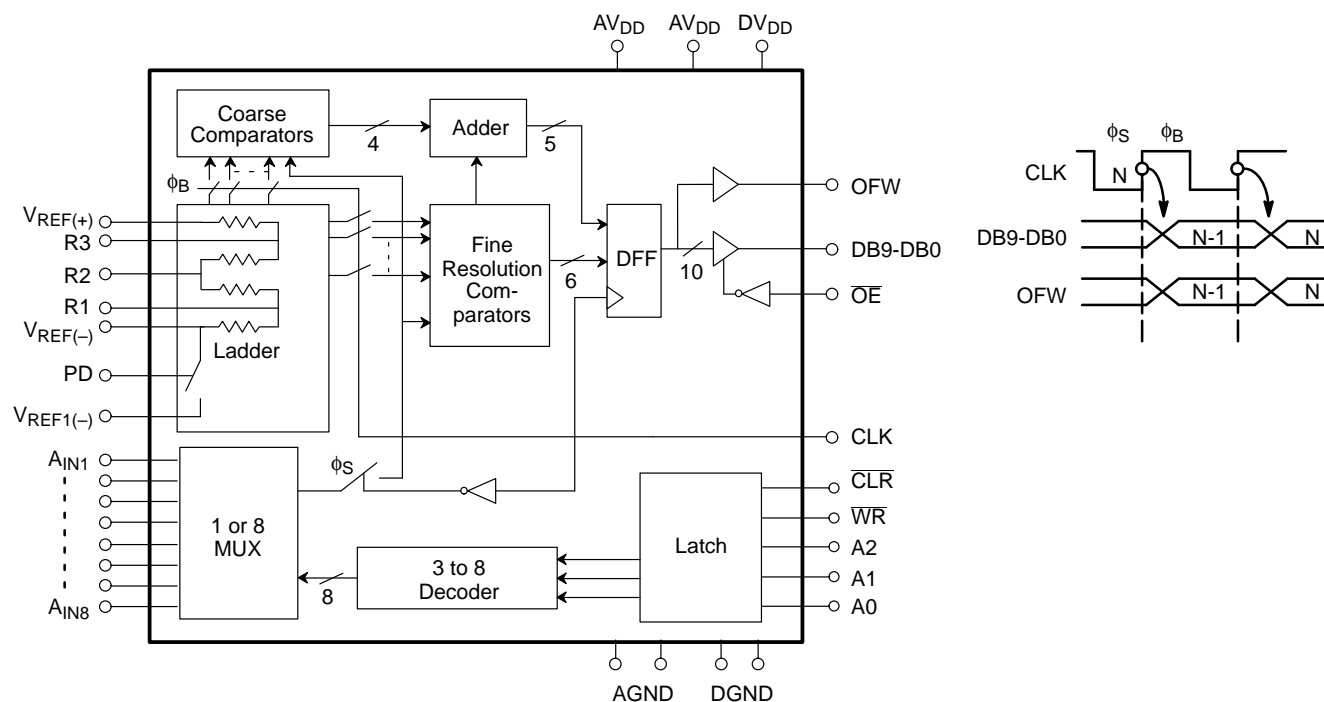 AVDD AVDD DVDD
Coarse
Comparators
4
Adder
5
ϕB
VREF(+)
R3
R2
R1
VREF(–)
Ladder
PD
VREF1(–)
Fine
Resolution
Com-
parators
6
DFF
10
OFW
DB9-DB0
OE
CLK
AIN1
AIN8
1 or 8
MUX
ϕS
8
3 to 8
Decoder
Latch
CLR
WR
A2
A1
A0
AGND DGND
ϕS ϕB
CLK N
DB9-DB0 N-1 N
OFW N-1 N